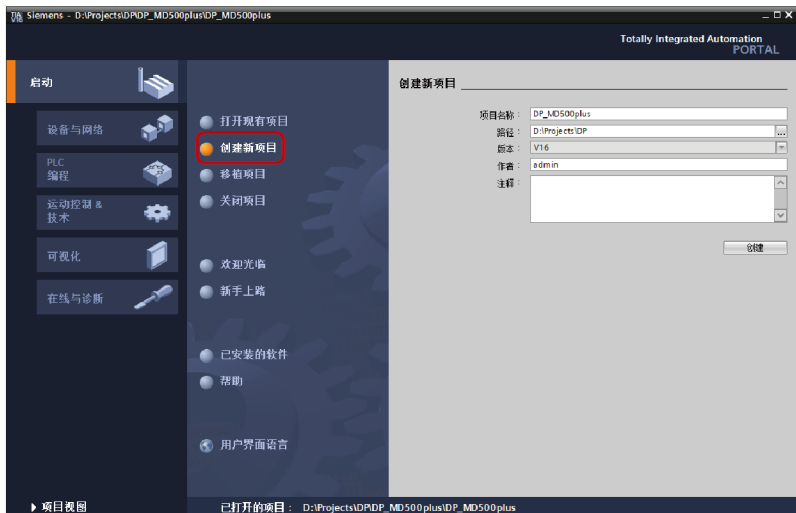 Siemens - D:\Projects\DP\DP_MD500plus\DP_MD500plus
Totally Integrated Automation
PORTAL
启动
设备与网络
PLC
编程
运动控制 &
技术
可视化
在线与诊断
项目视图
打开现有项目
创建新项目
移植项目
关闭项目
欢迎光临
新手上路
已安装的软件
帮助
用户界面语言
创建新项目
项目名称： DP_MD500plus
路径： D:\Projects\DP ...
版本： V16
作者： admin
注释：
创建
已打开的项目： D:\Projects\DP\DP_MD500plus\DP_MD500plus